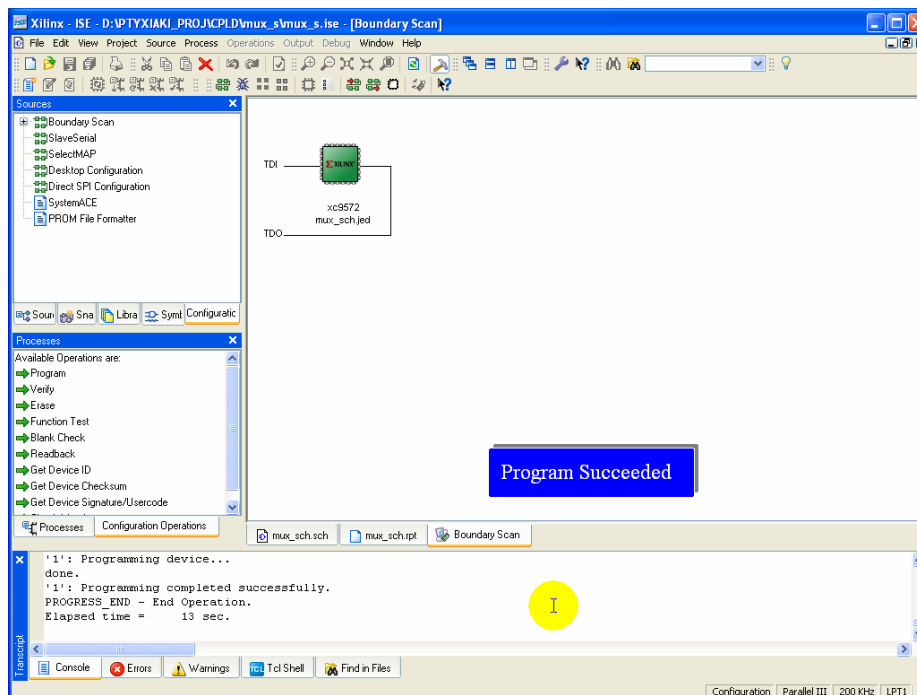 Xilinx - ISE - D:\PTYXIAKI_PROJ\CPLD\mux_s\mux_s.ise - [Boundary Scan]
File Edit View Project Source Process Operations Output Debug Window Help
Sources
Boundary Scan
SlaveSerial
SelectMAP
Desktop Configuration
Direct SPI Configuration
SystemACE
PROM File Formatter
Sour Sna Libra Syml Configuratic
TDI
XILINX
xc9572
mux_sch.jed
TDO
Processes
Available Operations are:
Program
Verify
Erase
Function Test
Blank Check
Readback
Get Device ID
Get Device Checksum
Get Device Signature/Usercode
Processes Configuration Operations
Program Succeeded
mux_sch.sch mux_sch.rpt Boundary Scan
'1': Programming device...
done.
'1': Programming completed successfully.
PROGRESS_END - End Operation.
Elapsed time = 13 sec.
Transcript
Console Errors Warnings Tcl Shell Find in Files
Configuration Parallel III 200 KHz LPT1